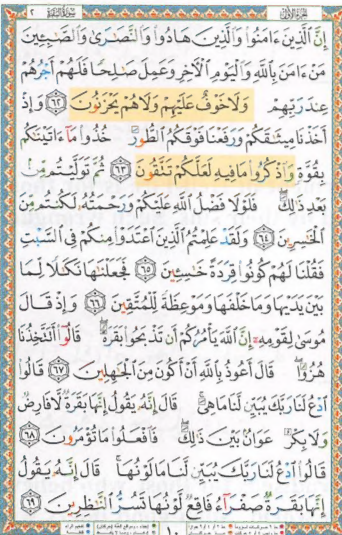 الجزء الأول
سورة البقرة ٢
إِنَّ ٱلَّذِينَ ءَامَنُوا۟ وَٱلَّذِينَ هَادُوا۟ وَٱلنَّصَـٰرَىٰ وَٱلصَّـٰبِـِٔينَ
مَنْ ءَامَنَ بِٱللَّهِ وَٱلْيَوْمِ ٱلْـَٔاخِرِ وَعَمِلَ صَـٰلِحًا فَلَهُمْ أَجْرُهُمْ
عِندَ رَبِّهِمْ وَلَا خَوْفٌ عَلَيْهِمْ وَلَا هُمْ يَحْزَنُونَ ٦٢ وَإِذْ
أَخَذْنَا مِيثَـٰقَكُمْ وَرَفَعْنَا فَوْقَكُمُ ٱلطُّورَ خُذُوا۟ مَآ ءَاتَيْنَـٰكُم
بِقُوَّةٍ وَٱذْكُرُوا۟ مَا فِيهِ لَعَلَّكُمْ تَتَّقُونَ ٦٣ ثُمَّ تَوَلَّيْتُم مِّنۢ
بَعْدِ ذَٰلِكَ فَلَوْلَا فَضْلُ ٱللَّهِ عَلَيْكُمْ وَرَحْمَتُهُۥ لَكُنتُم مِّنَ
ٱلْخَـٰسِرِينَ ٦٤ وَلَقَدْ عَلِمْتُمُ ٱلَّذِينَ ٱعْتَدَوْا۟ مِنكُمْ فِى ٱلسَّبْتِ
فَقُلْنَا لَهُمْ كُونُوا۟ قِرَدَةً خَـٰسِـِٔينَ ٦٥ فَجَعَلْنَـٰهَا نَكَـٰلًا لِّمَا
بَيْنَ يَدَيْهَا وَمَا خَلْفَهَا وَمَوْعِظَةً لِّلْمُتَّقِينَ ٦٦ وَإِذْ قَالَ
مُوسَىٰ لِقَوْمِهِۦٓ إِنَّ ٱللَّهَ يَأْمُرُكُمْ أَن تَذْبَحُوا۟ بَقَرَةً قَالُوٓا۟ أَتَتَّخِذُنَا
هُزُوًا قَالَ أَعُوذُ بِٱللَّهِ أَنْ أَكُونَ مِنَ ٱلْجَـٰهِلِينَ ٦٧ قَالُوا۟
ٱدْعُ لَنَا رَبَّكَ يُبَيِّن لَّنَا مَا هِىَ قَالَ إِنَّهُۥ يَقُولُ إِنَّهَا بَقَرَةٌ لَّا فَارِضٌ
وَلَا بِكْرٌ عَوَانٌۢ بَيْنَ ذَٰلِكَ فَٱفْعَلُوا۟ مَا تُؤْمَرُونَ ٦٨
قَالُوا۟ ٱدْعُ لَنَا رَبَّكَ يُبَيِّن لَّنَا مَا لَوْنُهَا قَالَ إِنَّهُۥ يَقُولُ
إِنَّهَا بَقَرَةٌ صَفْرَآءُ فَاقِعٌ لَّوْنُهَا تَسُرُّ ٱلنَّـٰظِرِينَ ٦٩
١٠